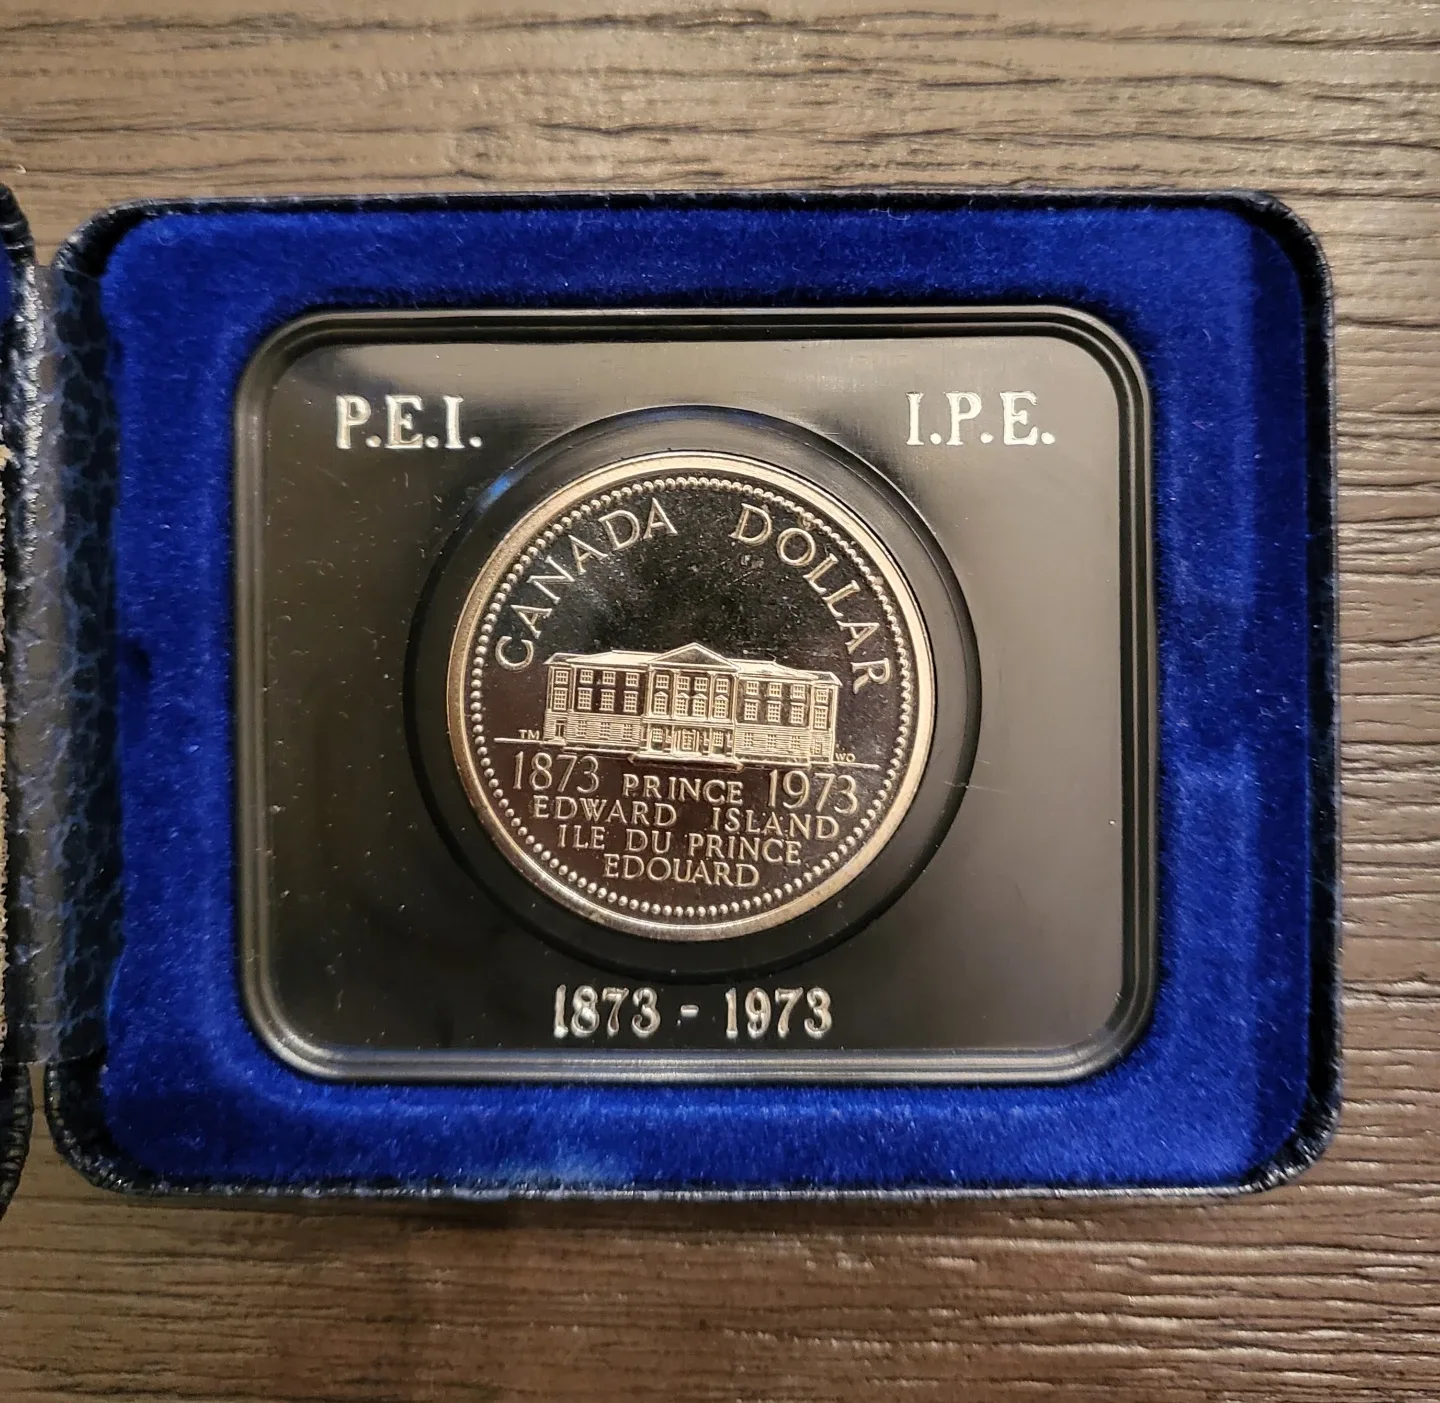 P.E.I. I.P.E.
CANADA DOLLAR
TM WO
1873 PRINCE 1973
EDWARD ISLAND
ILE DU PRINCE
EDOUARD
1873 - 1973